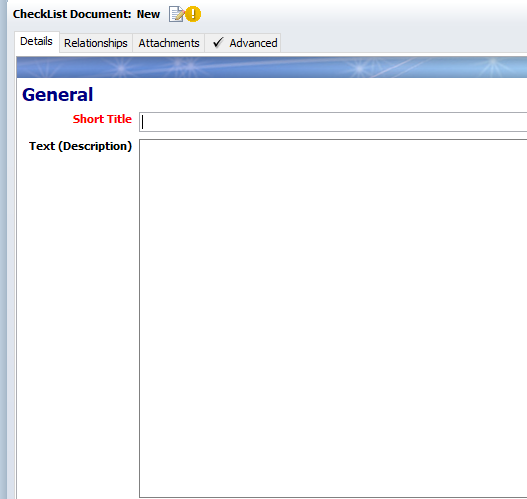 CheckList Document: New
Details Relationships Attachments Advanced
General
Short Title
Text (Description)